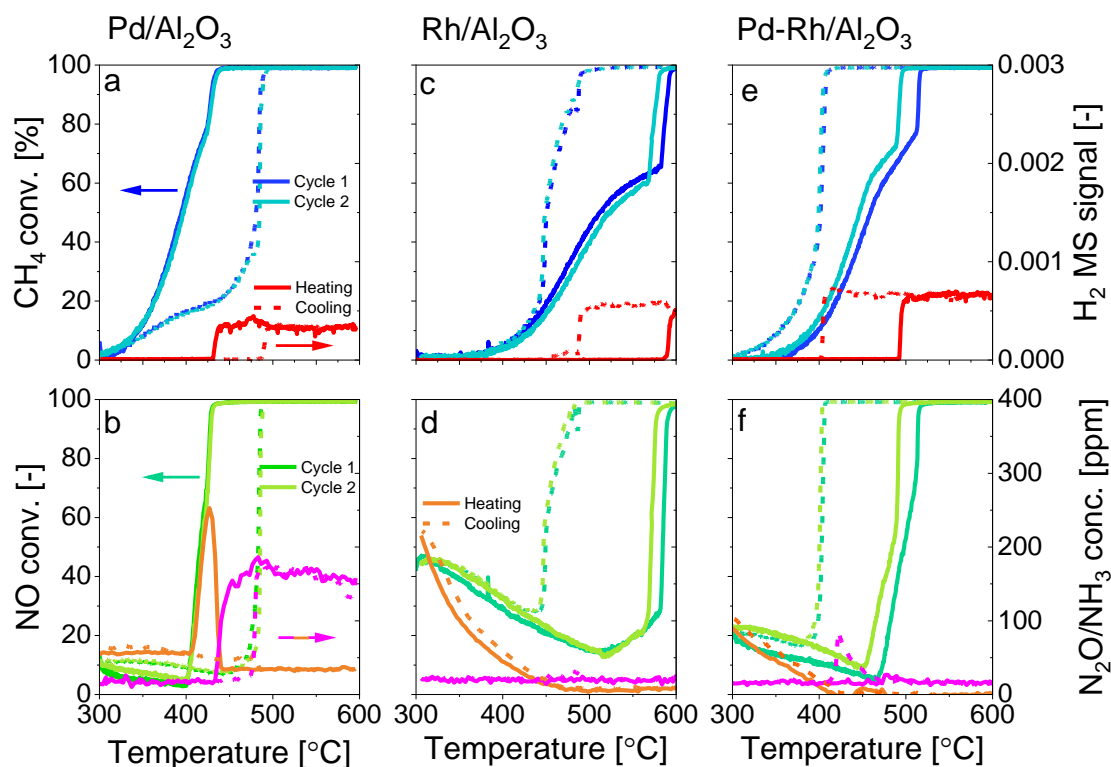 Pd/Al₂O₃ Rh/Al₂O₃ Pd-Rh/Al₂O₃
a c e
CH₄ conv. [%]
100
80
60
40
20
0
Cycle 1
Cycle 2
Heating
Cooling
H₂ MS signal [-]
0.003
0.002
0.001
0.000
b d f
NO conv. [-]
100
80
60
40
20
0
Cycle 1
Cycle 2
Heating
Cooling
N₂O/NH₃ conc. [ppm]
400
300
200
100
0
300 400 500 600 300 400 500 600 300 400 500 600
Temperature [°C] Temperature [°C] Temperature [°C]